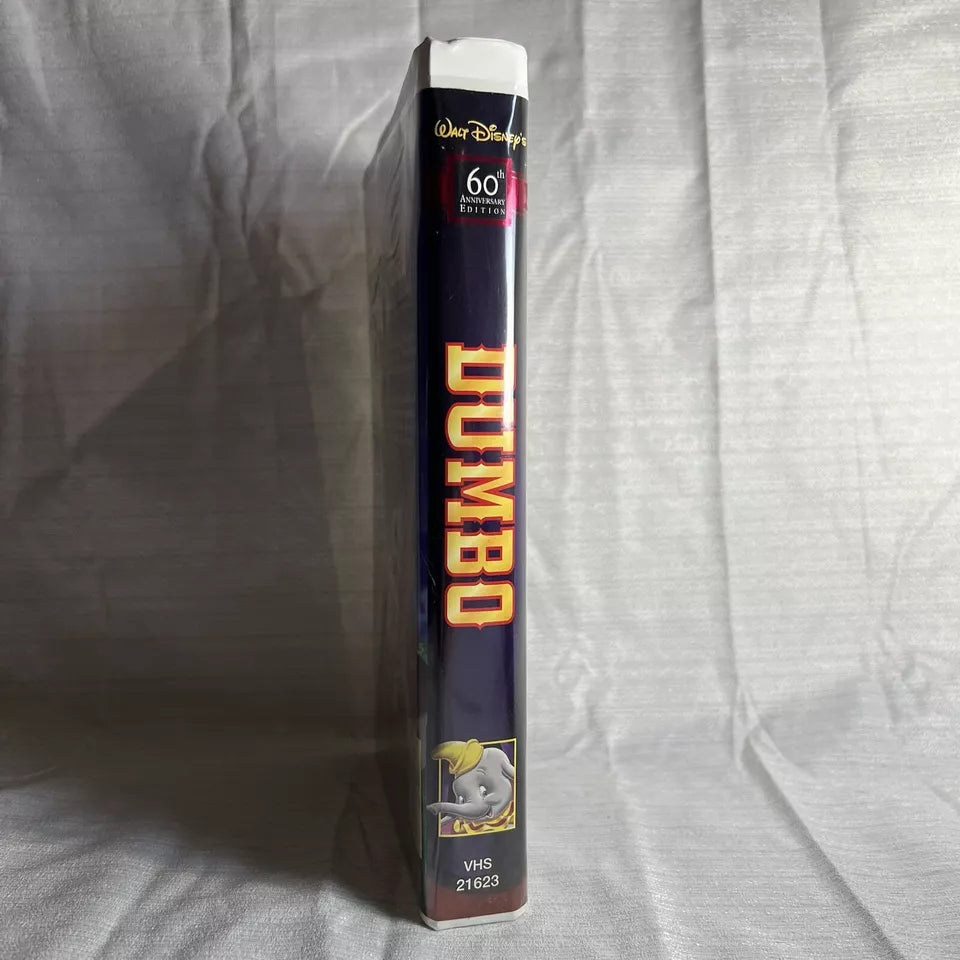 WALT DISNEY'S
60th
ANNIVERSARY
EDITION
DUMBO
VHS
21623